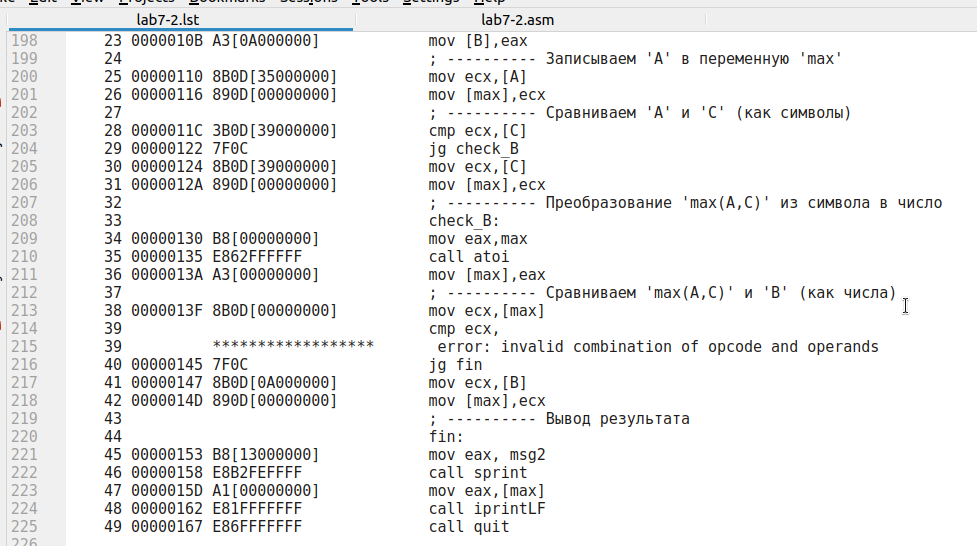 lab7-2.lst lab7-2.asm
198 23 0000010B A3[0A000000] mov [B],eax
199 24 ; ---------- Записываем 'A' в переменную 'max'
200 25 00000110 8B0D[35000000] mov ecx,[A]
201 26 00000116 890D[00000000] mov [max],ecx
202 27 ; ---------- Сравниваем 'A' и 'С' (как символы)
203 28 0000011C 3B0D[39000000] cmp ecx,[C]
204 29 00000122 7F0C jg check_B
205 30 00000124 8B0D[39000000] mov ecx,[C]
206 31 0000012A 890D[00000000] mov [max],ecx
207 32 ; ---------- Преобразование 'max(A,C)' из символа в число
208 33 check_B:
209 34 00000130 B8[00000000] mov eax,max
210 35 00000135 E862FFFFFF call atoi
211 36 0000013A A3[00000000] mov [max],eax
212 37 ; ---------- Сравниваем 'max(A,C)' и 'B' (как числа)
213 38 0000013F 8B0D[00000000] mov ecx,[max]
214 39 cmp ecx,
215 39 ****************** error: invalid combination of opcode and operands
216 40 00000145 7F0C jg fin
217 41 00000147 8B0D[0A000000] mov ecx,[B]
218 42 0000014D 890D[00000000] mov [max],ecx
219 43 ; ---------- Вывод результата
220 44 fin:
221 45 00000153 B8[13000000] mov eax, msg2
222 46 00000158 E8B2FEFFFF call sprint
223 47 0000015D A1[00000000] mov eax,[max]
224 48 00000162 E81FFFFFFF call iprintLF
225 49 00000167 E86FFFFFFF call quit